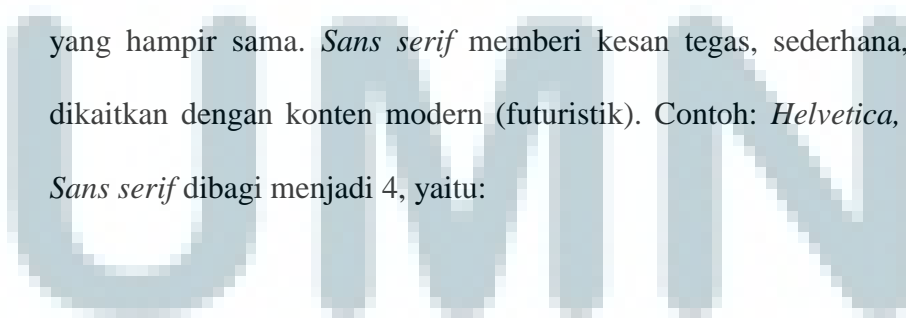 yang hampir sama. Sans serif memberi kesan tegas, sederhana,
dikaitkan dengan konten modern (futuristik). Contoh: Helvetica,
Sans serif dibagi menjadi 4, yaitu:
UMN